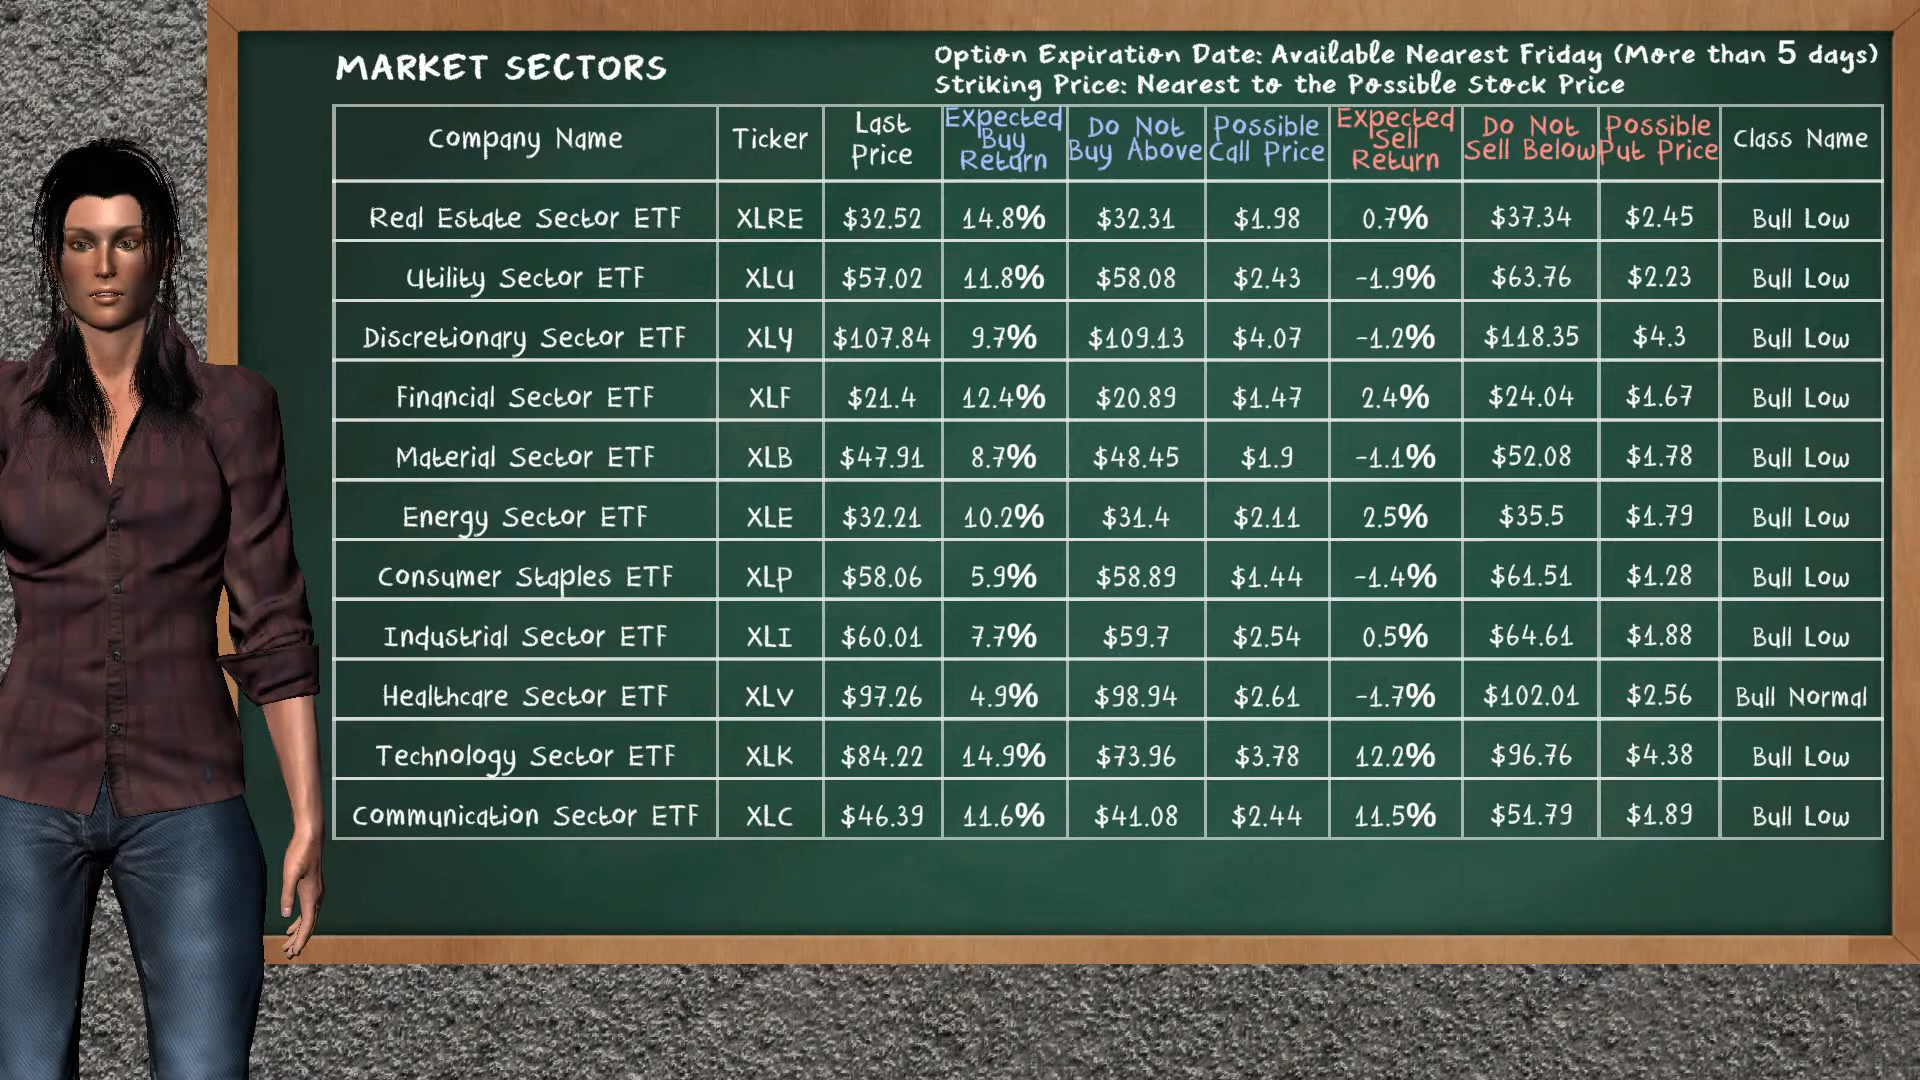 MARKET SECTORS
Option Expiration Date: Available Nearest Friday (More than 5 days)
Striking Price: Nearest to the Possible Stock Price
Company Name Ticker Last Price Expected Buy Return Do Not Buy Above Possible Call Price Expected Sell Return Do Not Sell Below Possible Put Price Class Name
Real Estate Sector ETF XLRE $32.52 14.8% $32.31 $1.98 0.7% $37.34 $2.45 Bull Low
Utility Sector ETF XLU $57.02 11.8% $58.08 $2.43 -1.9% $63.76 $2.23 Bull Low
Discretionary Sector ETF XLY $107.84 9.7% $109.13 $4.07 -1.2% $118.35 $4.3 Bull Low
Financial Sector ETF XLF $21.4 12.4% $20.89 $1.47 2.4% $24.04 $1.67 Bull Low
Material Sector ETF XLB $47.91 8.7% $48.45 $1.9 -1.1% $52.08 $1.78 Bull Low
Energy Sector ETF XLE $32.21 10.2% $31.4 $2.11 2.5% $35.5 $1.79 Bull Low
Consumer Staples ETF XLP $58.06 5.9% $58.89 $1.44 -1.4% $61.51 $1.28 Bull Low
Industrial Sector ETF XLI $60.01 7.7% $59.7 $2.54 0.5% $64.61 $1.88 Bull Low
Healthcare Sector ETF XLV $97.26 4.9% $98.94 $2.61 -1.7% $102.01 $2.56 Bull Normal
Technology Sector ETF XLK $84.22 14.9% $73.96 $3.78 12.2% $96.76 $4.38 Bull Low
Communication Sector ETF XLC $46.39 11.6% $41.08 $2.44 11.5% $51.79 $1.89 Bull Low